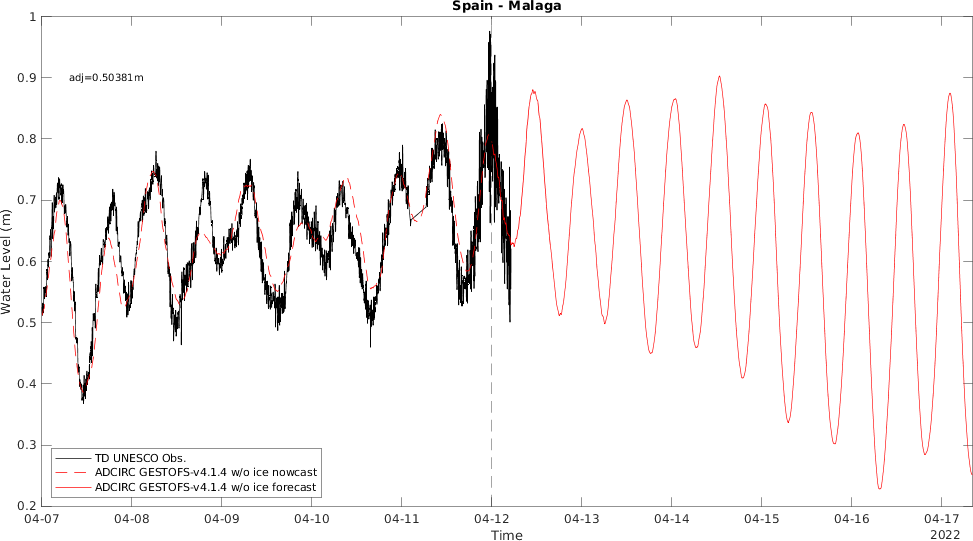 Spain - Malaga
1
0.9
0.8
0.7
0.6
0.5
0.4
0.3
0.2
Water Level (m)
adj=0.50381m
TD UNESCO Obs.
ADCIRC GESTOFS-v4.1.4 w/o ice nowcast
ADCIRC GESTOFS-v4.1.4 w/o ice forecast
04-07 04-08 04-09 04-10 04-11 04-12 04-13 04-14 04-15 04-16 04-17
Time
2022